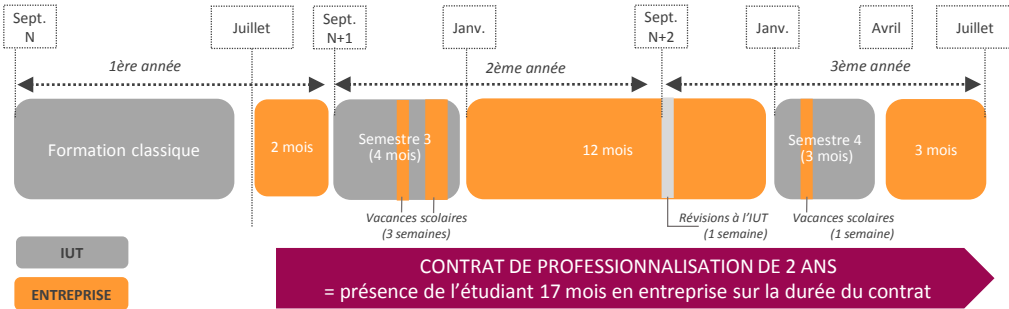 Sept.
N
Juillet
Sept.
N+1
Janv.
Sept.
N+2
Janv.
Avril
Juillet
1ère année
2ème année
3ème année
Formation classique
2 mois
Semestre 3
(4 mois)
12 mois
Semestre 4
(3 mois)
3 mois
Vacances scolaires
(3 semaines)
Révisions à l'IUT
(1 semaine)
Vacances scolaires
(1 semaine)
IUT
ENTREPRISE
CONTRAT DE PROFESSIONNALISATION DE 2 ANS
= présence de l'étudiant 17 mois en entreprise sur la durée du contrat